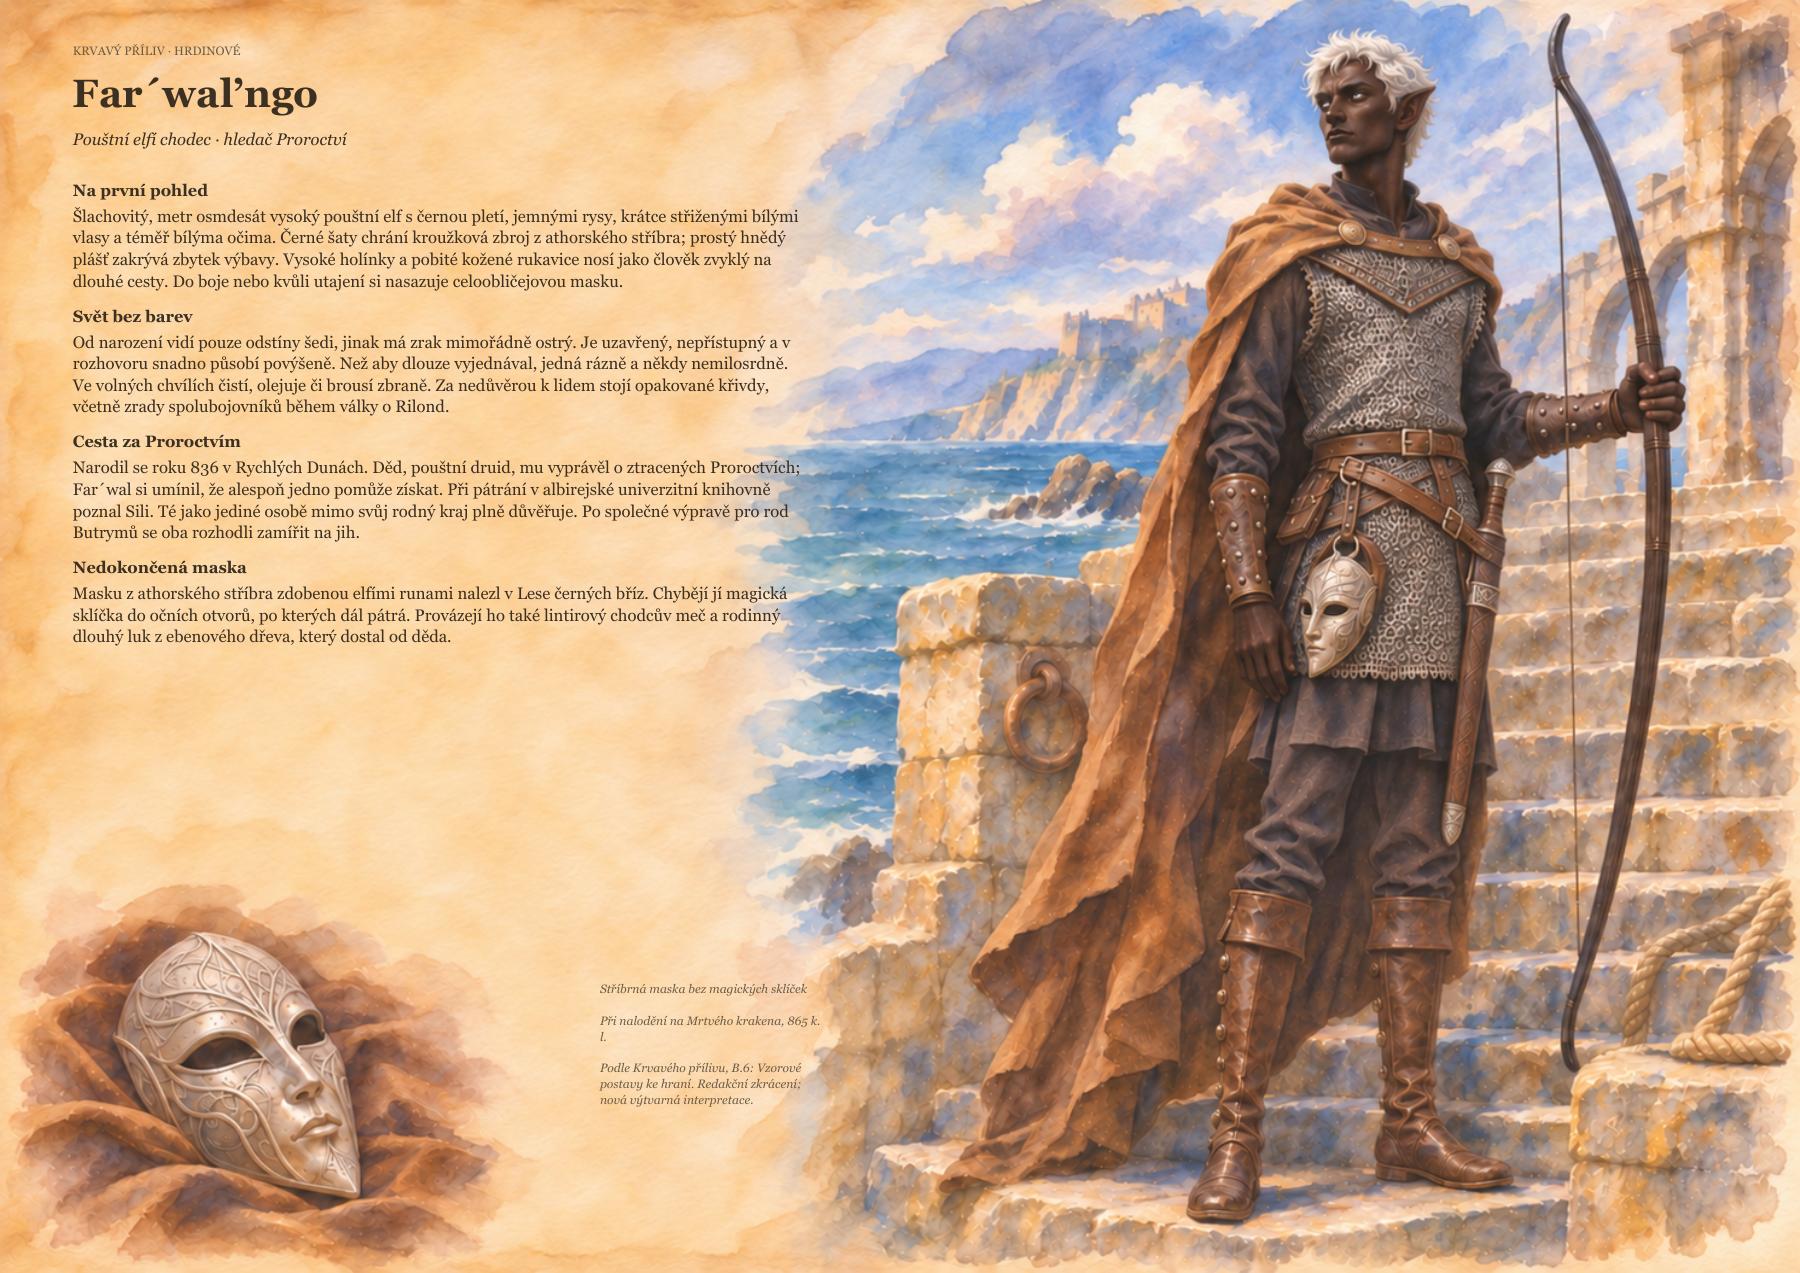 KRVAVÝ PŘÍLIV · HRDINOVÉ
Far´wal’ngo
Pouštní elfí chodec · hledač Proroctví
Na první pohled
Šlachovitý, metr osmdesát vysoký pouštní elf s černou pletí, jemnými rysy, krátce střiženými bílými
vlasy a téměř bílýma očima. Černé šaty chrání kroužková zbroj z athorského stříbra; prostý hnědý
plášť zakrývá zbytek výbavy. Vysoké holínky a pobité kožené rukavice nosí jako člověk zvyklý na
dlouhé cesty. Do boje nebo kvůli utajení si nasazuje celoobličejovou masku.
Svět bez barev
Od narození vidí pouze odstíny šedi, jinak má zrak mimořádně ostrý. Je uzavřený, nepřístupný a v
rozhovoru snadno působí povýšeně. Než aby dlouze vyjednával, jedná rázně a někdy nemilosrdně.
Ve volných chvílích čistí, olejuje či brousí zbraně. Za nedůvěrou k lidem stojí opakované křivdy,
včetně zrady spolubojovníků během války o Rilond.
Cesta za Proroctvím
Narodil se roku 836 v Rychlých Dunách. Děd, pouštní druid, mu vyprávěl o ztracených Proroctvích;
Far´wal si umínil, že alespoň jedno pomůže získat. Při pátrání v albirejské univerzitní knihovně
poznal Sili. Té jako jediné osobě mimo svůj rodný kraj plně důvěřuje. Po společné výpravě pro rod
Butrymů se oba rozhodli zamířit na jih.
Nedokončená maska
Masku z athorského stříbra zdobenou elfími runami nalezl v Lese černých bříz. Chybějí jí magická
sklíčka do očních otvorů, po kterých dál pátrá. Provázejí ho také lintirový chodcův meč a rodinný
dlouhý luk z ebenového dřeva, který dostal od děda.
Stříbrná maska bez magických sklíček
Při nalodění na Mrtvého krakena, 865 k.
l.
Podle Krvavého přílivu, B.6: Vzorové
postavy ke hraní. Redakční zkrácení;
nová výtvarná interpretace.